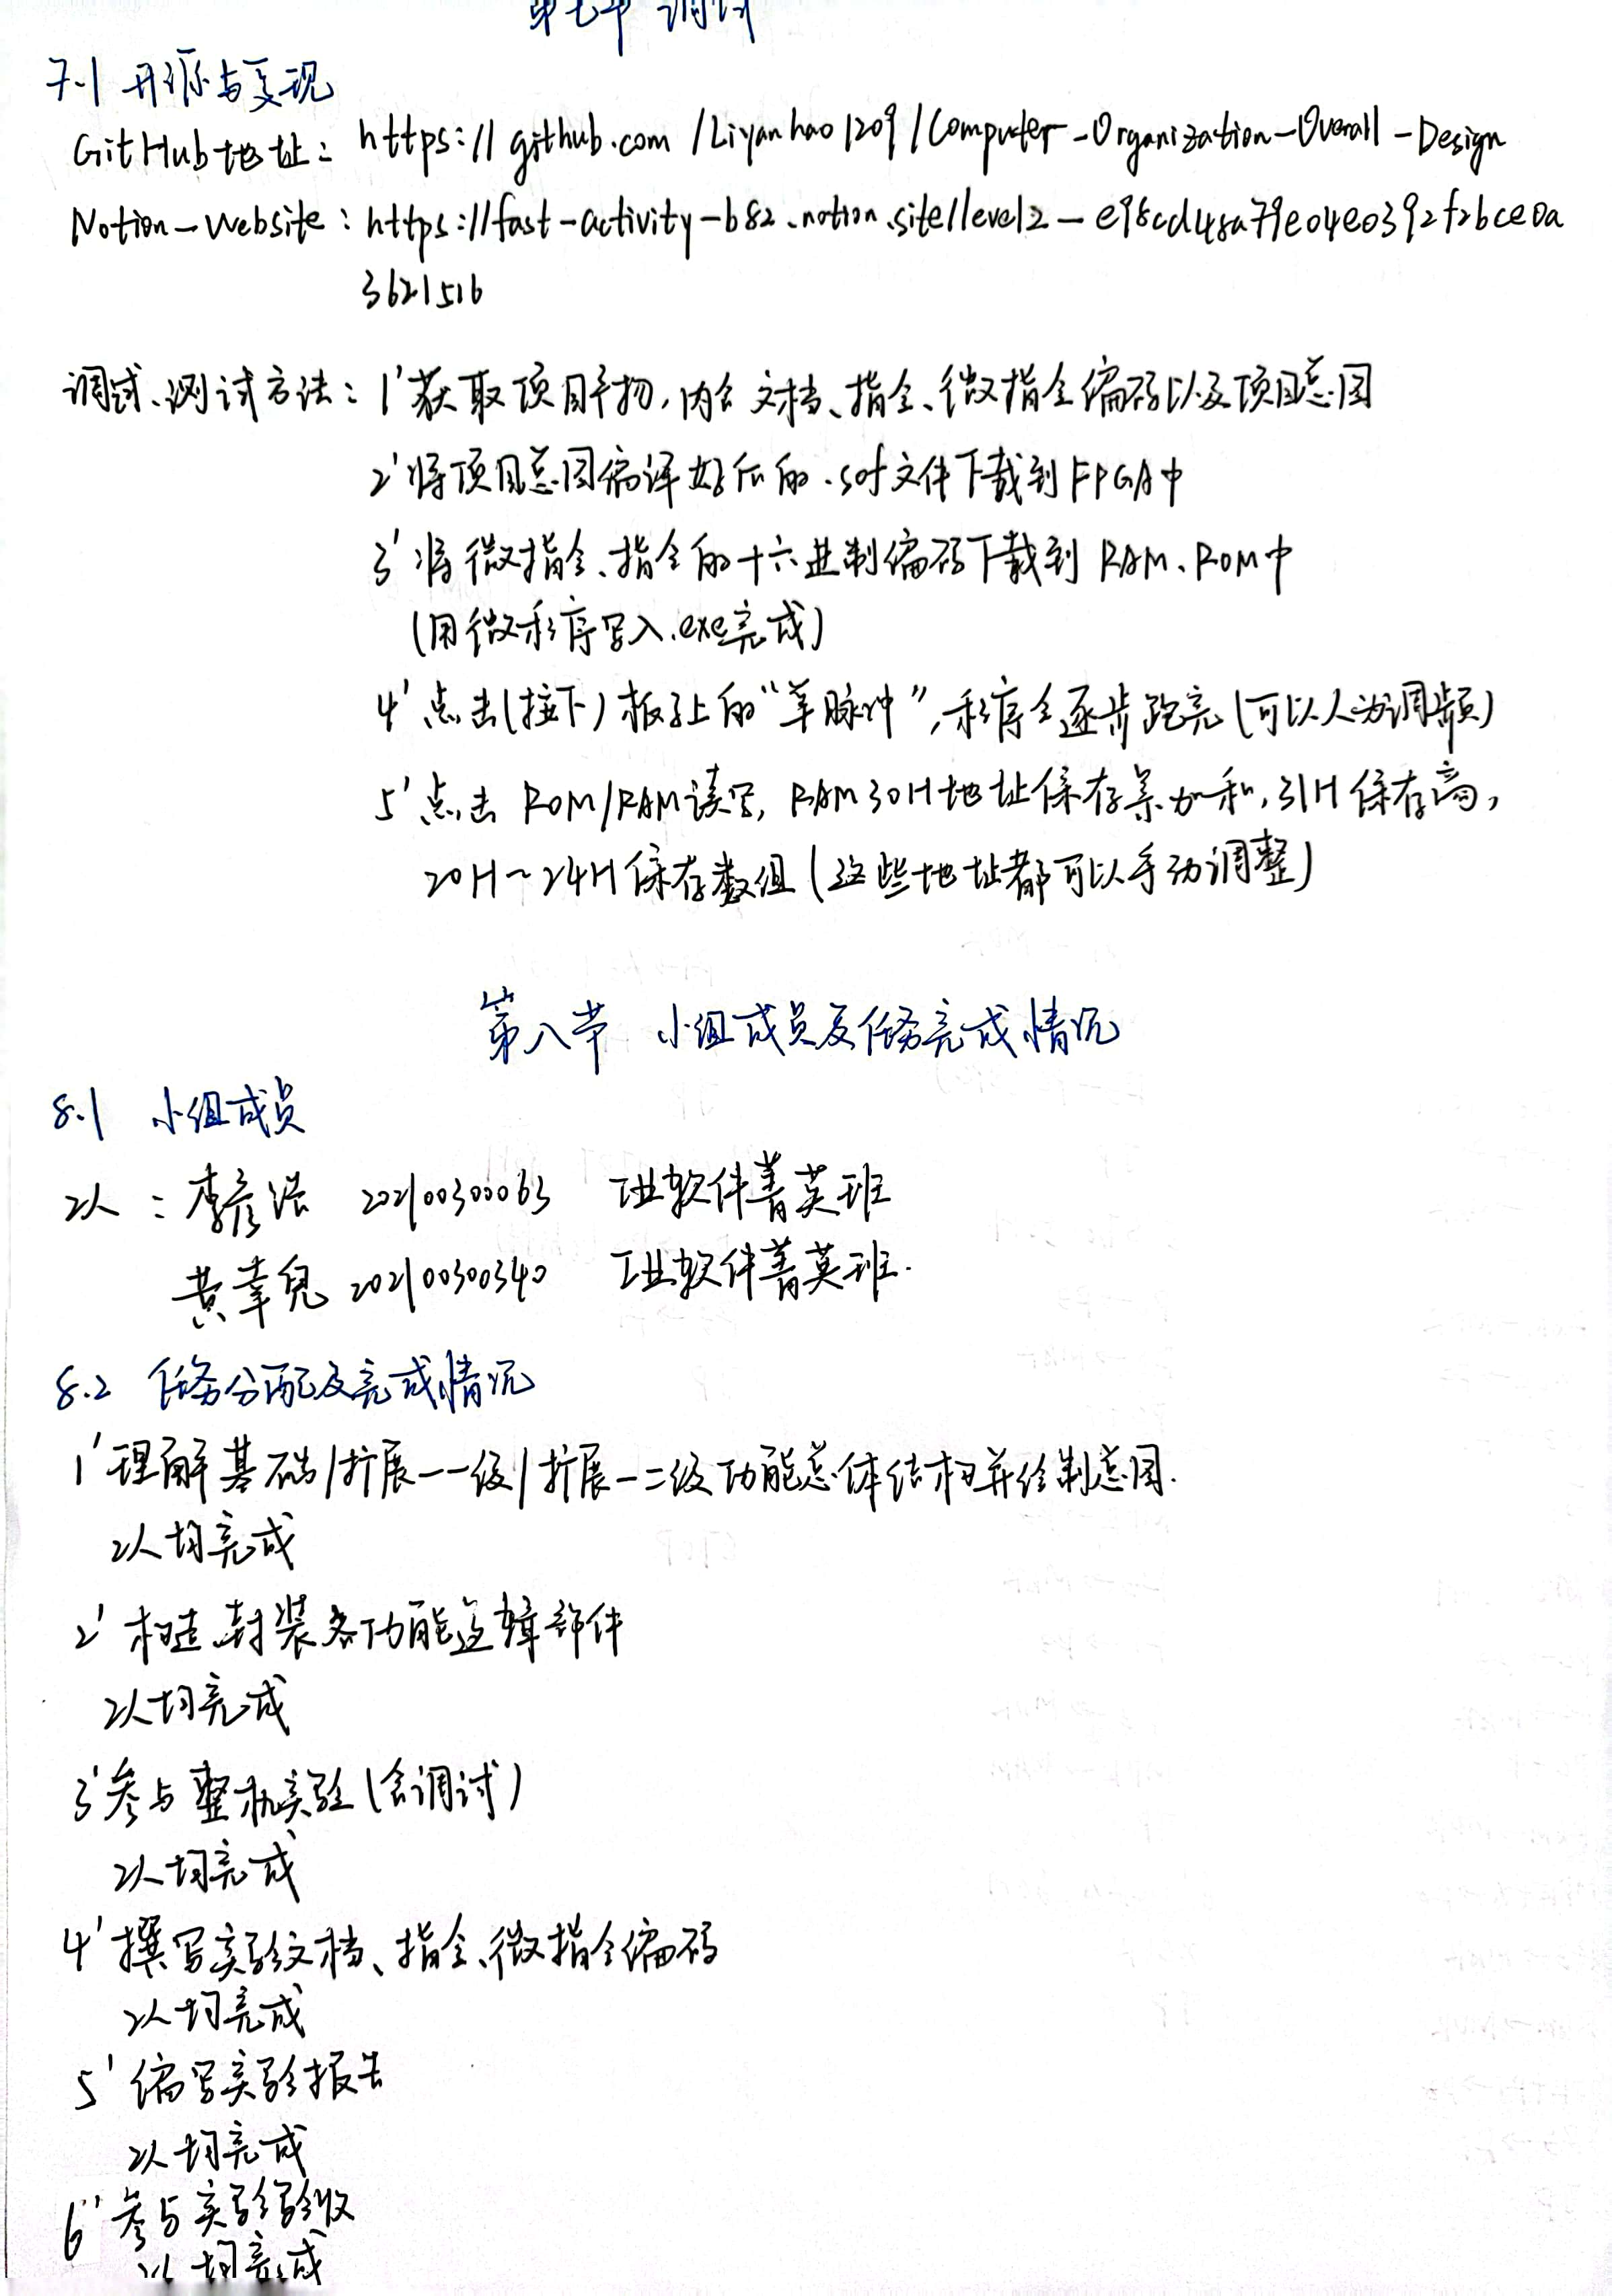 第七节 调试
7.1 开源与复现
GitHub地址: https://github.com/Liyanhao1209/Computer-Organization-Overall-Design
Notion-Website: https://fast-activity-b82.notion.site/level2-e98cd48a79e04e0392f2bce0a
3621516
调试、测试方法: 1' 获取项目产物,内含文档、指令、微指令编码以及项目总图
2' 将项目总图编译好后的.sof文件下载到FPGA中
3' 将微指令、指令的十六进制编码下载到RAM、ROM中
(用微程序写入.exe完成)
4' 点击(按下)板子上的“单脉冲”,程序会逐步跑完(可以人为调频)
5' 点击ROM/RAM读写, RAM30H地址保存累加和,31H保存商,
20H~24H保存数组(这些地址都可以手动调整)
第八节 小组成员及任务完成情况
8.1 小组成员
2人: 李彦浩 202100300063 工业软件菁英班
黄幸兒 202100300340 工业软件菁英班.
8.2 任务分配及完成情况
1' 理解基础/扩展一一级/扩展一二级功能总体结构并绘制总图.
2人均完成
2' 构造、封装各功能逻辑部件
2人均完成
3' 参与整机实验(含调试)
2人均完成
4' 撰写实验文档、指令、微指令编码
2人均完成
5' 编写实验报告
2人均完成
6' 参与实验验收
2人均完成